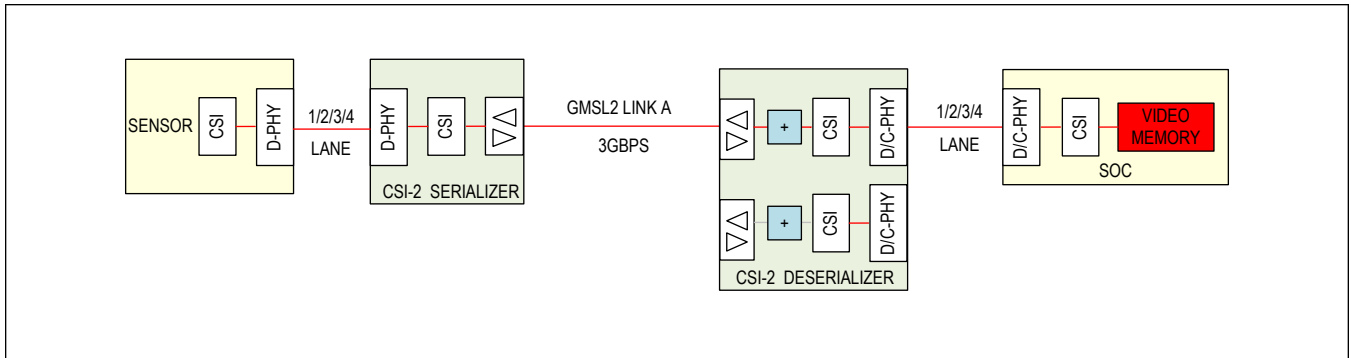 SENSOR
CSI
D-PHY
1/2/3/4
LANE
D-PHY
CSI
CSI-2 SERIALIZER
GMSL2 LINK A
3GBPS
+
CSI
D/C-PHY
+
CSI
D/C-PHY
CSI-2 DESERIALIZER
1/2/3/4
LANE
D/C-PHY
CSI
VIDEO
MEMORY
SOC